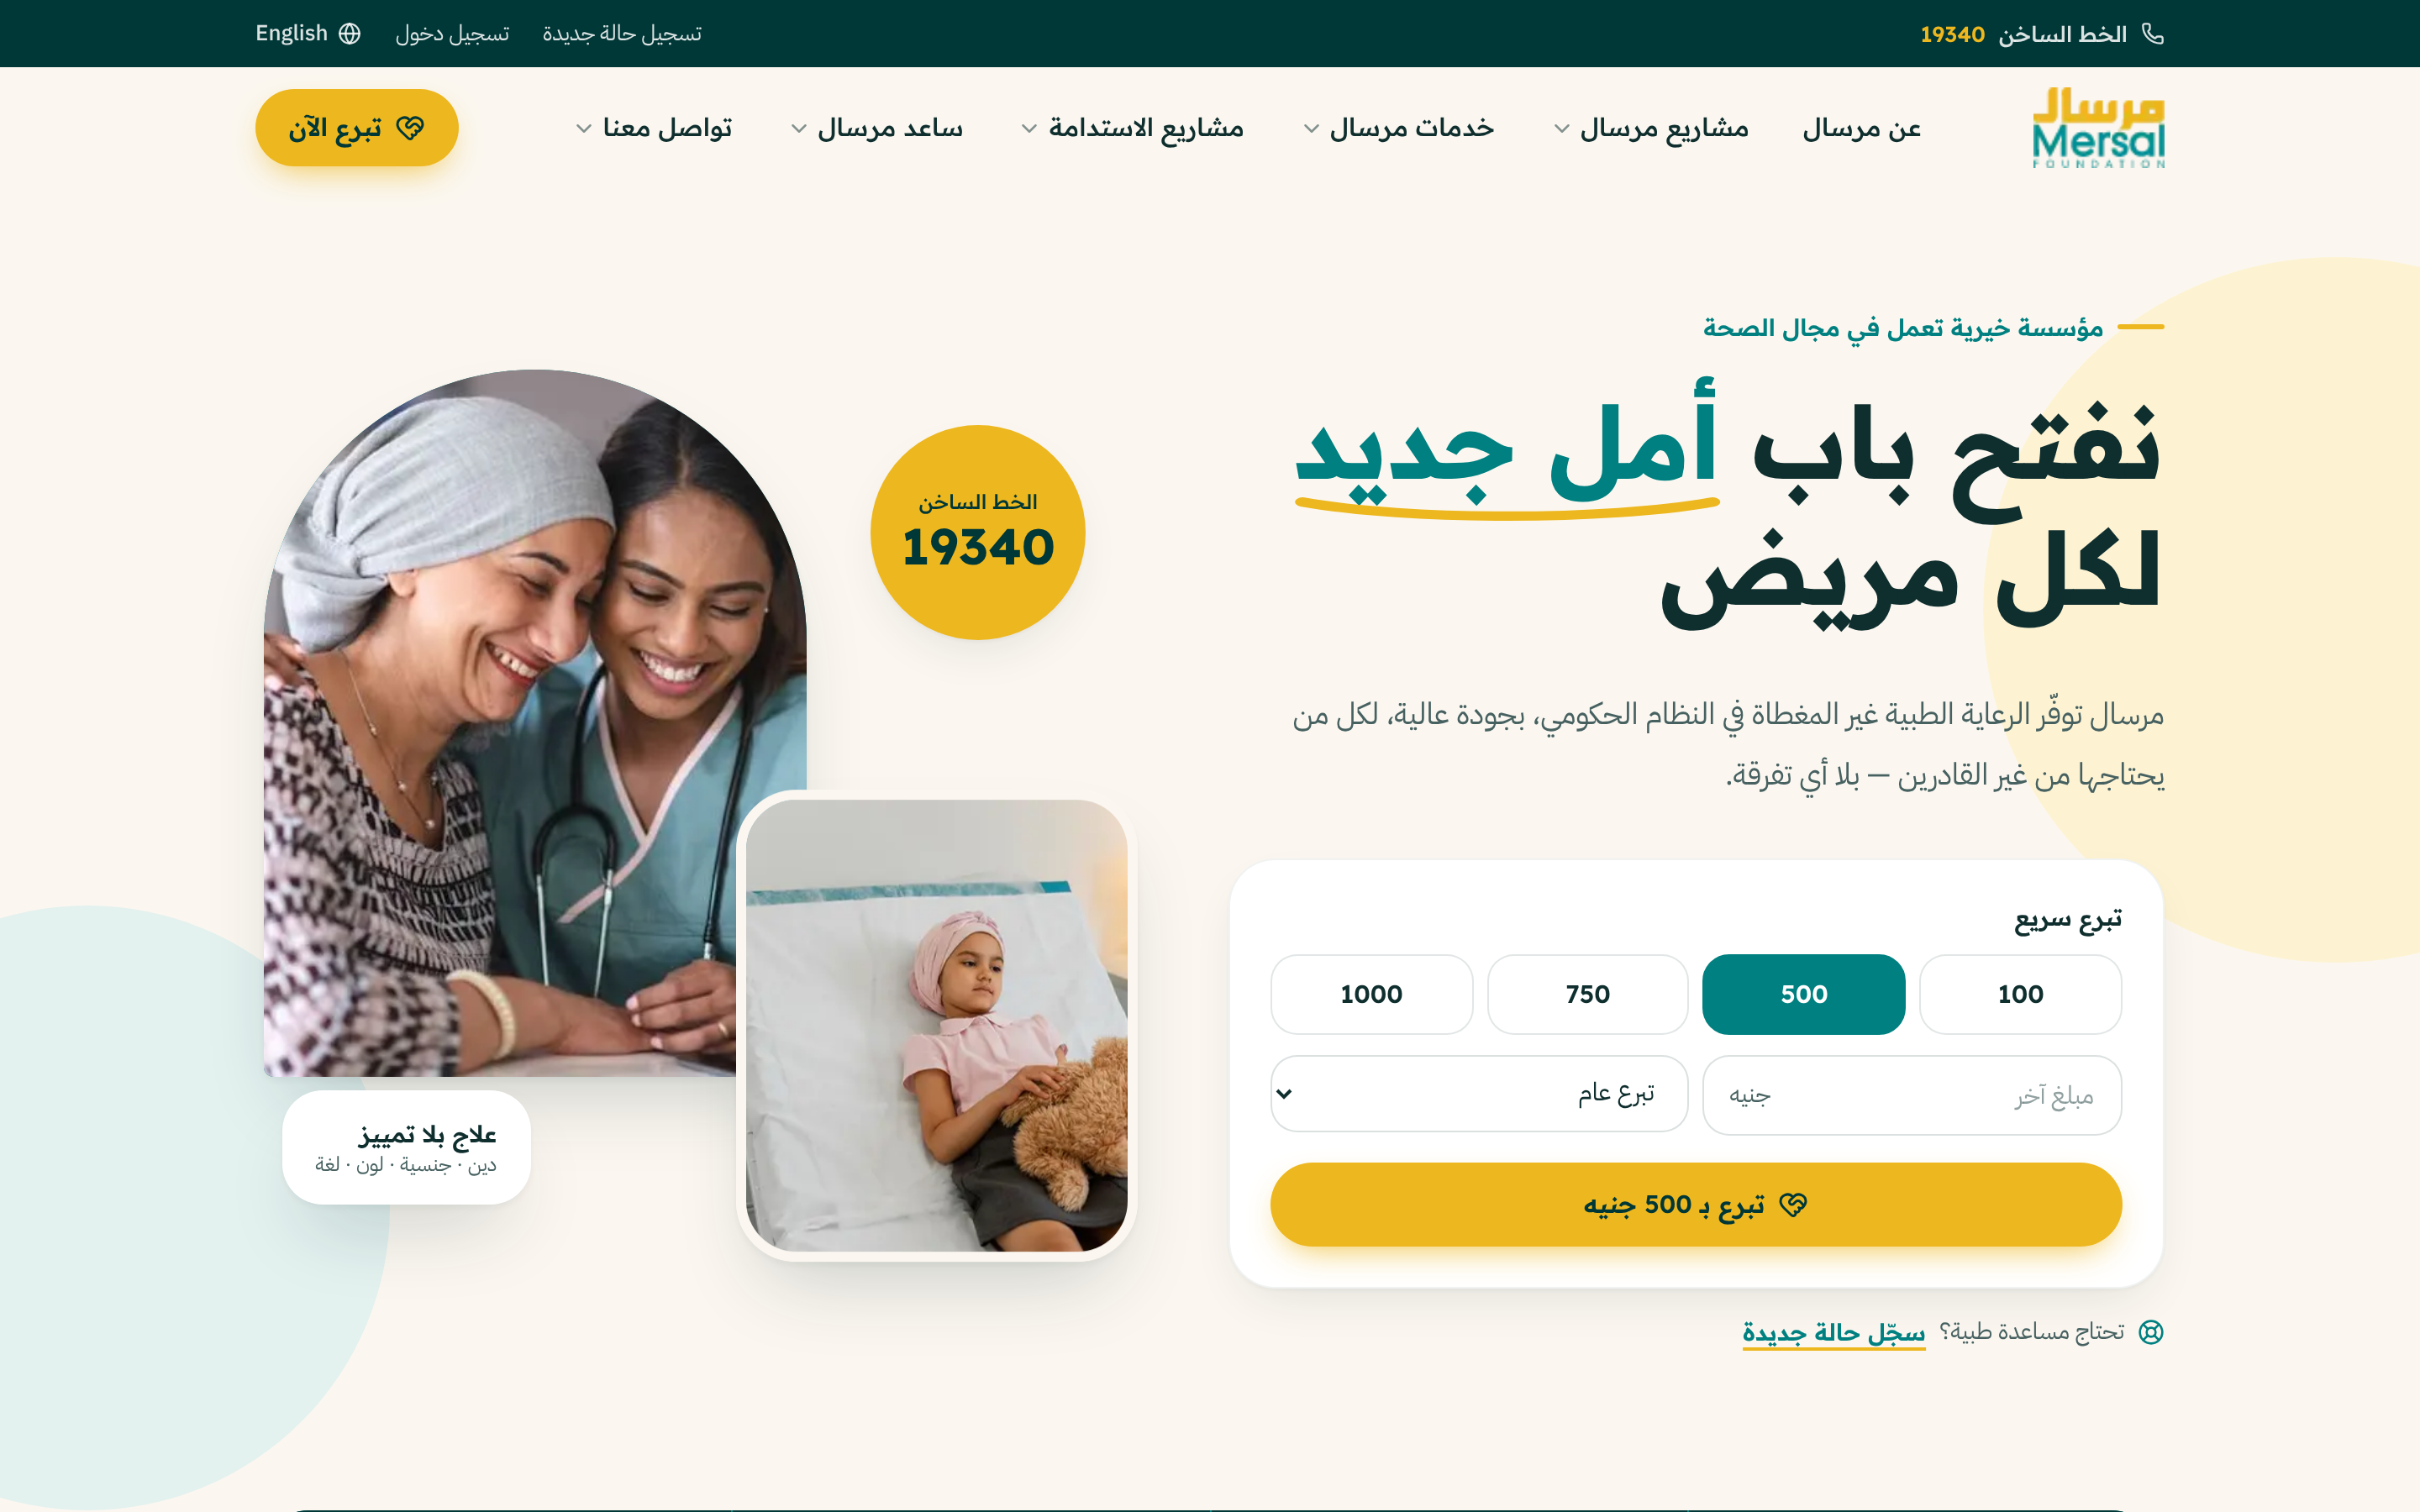 الخط الساخن 19340
تسجيل حالة جديدة
تسجيل دخول
English
مرسال
Mersal
FOUNDATION
عن مرسال
مشاريع مرسال
خدمات مرسال
مشاريع الاستدامة
ساعد مرسال
تواصل معنا
تبرع الآن
مؤسسة خيرية تعمل في مجال الصحة
نفتح باب أمل جديد
لكل مريض
مرسال توفّر الرعاية الطبية غير المغطاة في النظام الحكومي، بجودة عالية، لكل من
يحتاجها من غير القادرين — بلا أي تفرقة.
تبرع سريع
100
500
750
1000
مبلغ آخر
جنيه
تبرع عام
تبرع بـ 500 جنيه
تحتاج مساعدة طبية؟ سجّل حالة جديدة
الخط الساخن
19340
علاج بلا تمييز
دين · جنسية · لون · لغة